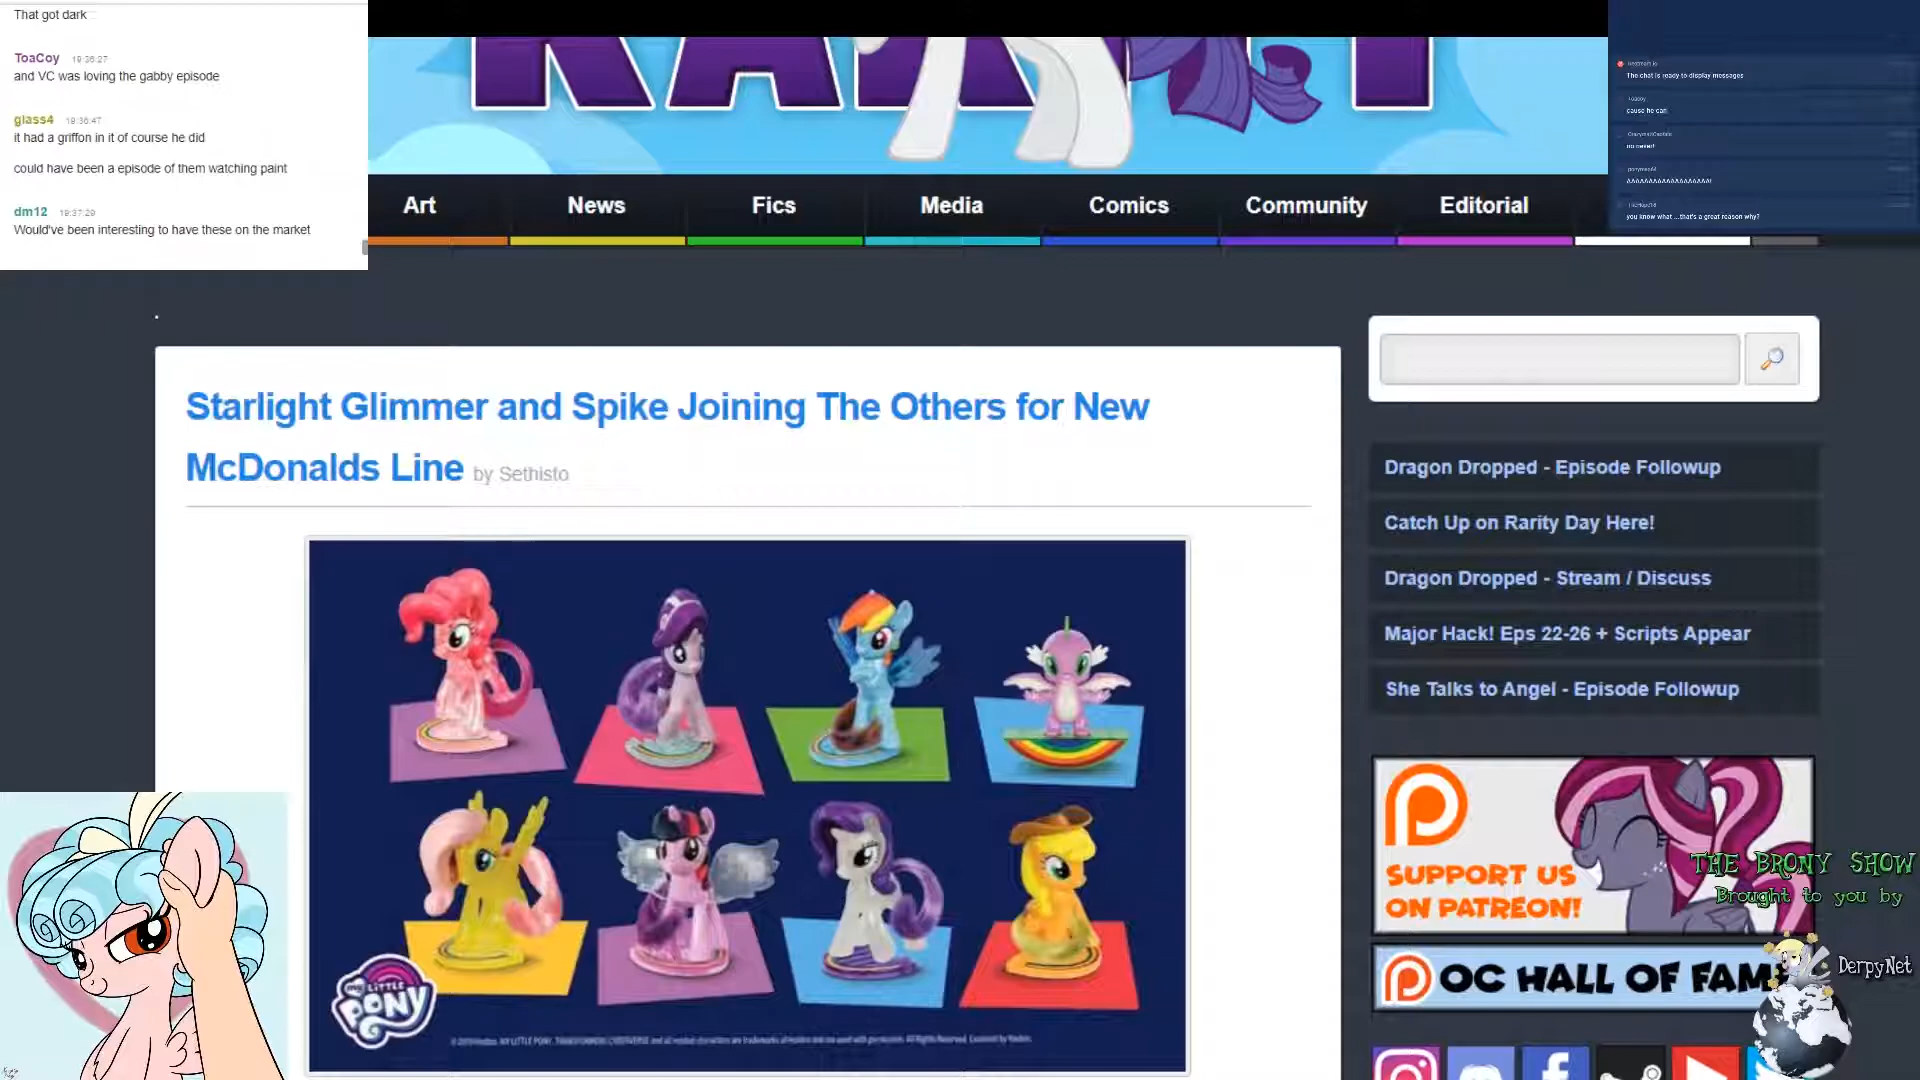 That got dark
ToaCoy 19:36:27
and VC was loving the gabby episode
glass4 19:36:47
it had a griffon in it of course he did
could have been a episode of them watching paint
dm12 19:37:29
Would've been interesting to have these on the market
The chat is ready to display messages
cause he can
no never!
you know what ...that's a great reason why?
Art News Fics Media Comics Community Editorial
Starlight Glimmer and Spike Joining The Others for New
McDonalds Line by Sethisto
MY LITTLE
PONY
Dragon Dropped - Episode Followup
Catch Up on Rarity Day Here!
Dragon Dropped - Stream / Discuss
Major Hack! Eps 22-26 + Scripts Appear
She Talks to Angel - Episode Followup
SUPPORT US
ON PATREON!
THE BRONY SHOW
Brought to you by
OC HALL OF FAME
DerpyNet